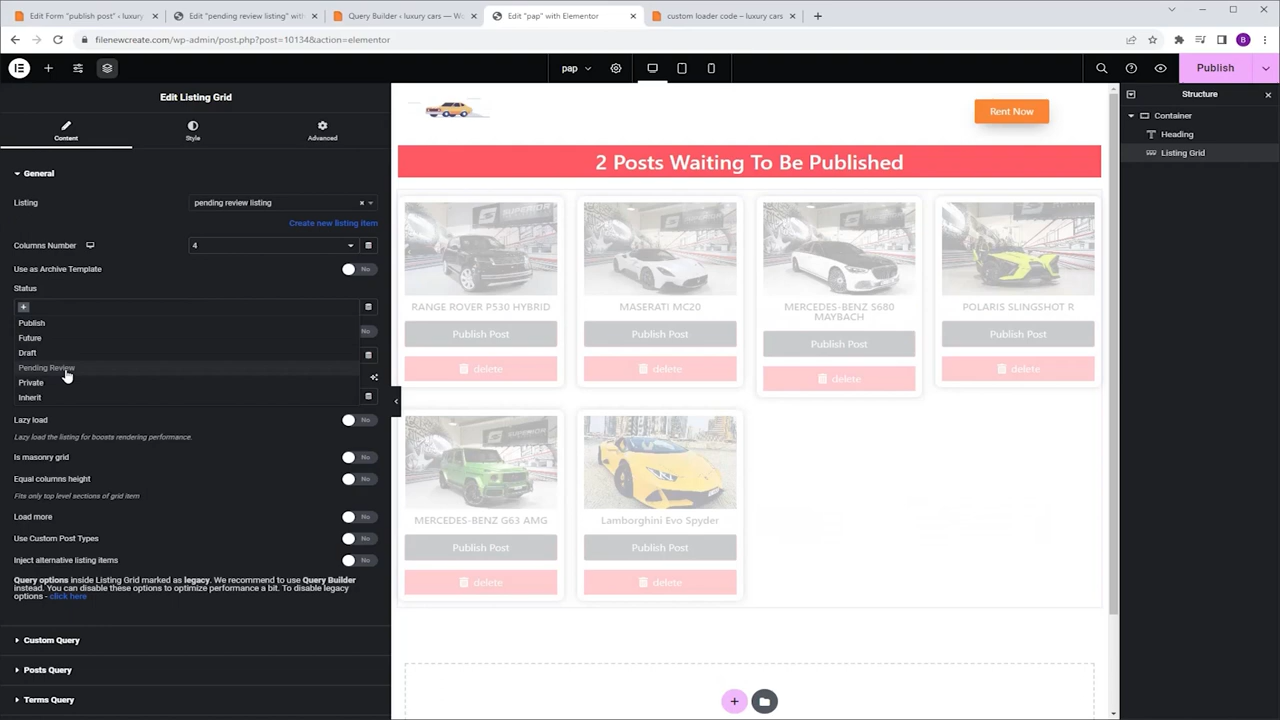 Edit Form "publish post" ‹ luxury
Edit "pending review listing" with
Query Builder ‹ luxury cars — Wo
Edit "pap" with Elementor
custom loader code – luxury cars
filenewcreate.com/wp-admin/post.php?post=10134&action=elementor
B
pap
Publish
Edit Listing Grid
Content
Style
Advanced
General
Listing
pending review listing
Create new listing item
Columns Number
4
Use as Archive Template
No
Status
Publish
Future
No
Draft
Pending Review
Private
Inherit
Lazy load
No
Lazy load the listing for boosts rendering performance.
Is masonry grid
No
Equal columns height
No
Fits only top level sections of grid item
Load more
No
Use Custom Post Types
No
Inject alternative listing items
No
Query options inside Listing Grid marked as legacy. We recommend to use Query Builder
instead. You can disable these options to optimize performance a bit. To disable legacy
options - click here
Custom Query
Posts Query
Terms Query
Rent Now
2 Posts Waiting To Be Published
RANGE ROVER P530 HYBRID
Publish Post
delete
MASERATI MC20
Publish Post
delete
MERCEDES-BENZ S680
MAYBACH
Publish Post
delete
POLARIS SLINGSHOT R
Publish Post
delete
MERCEDES-BENZ G63 AMG
Publish Post
delete
Lamborghini Evo Spyder
Publish Post
delete
Structure
Container
Heading
Listing Grid